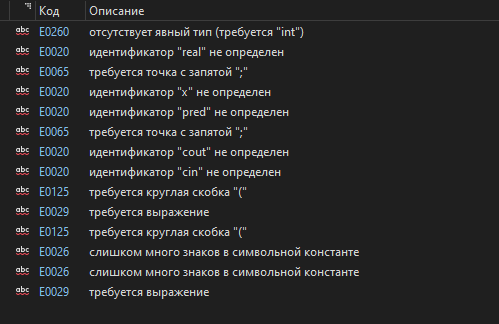 Код Описание
abc E0260 отсутствует явный тип (требуется "int")
abc E0020 идентификатор "real" не определен
abc E0065 требуется точка с запятой ";"
abc E0020 идентификатор "x" не определен
abc E0020 идентификатор "pred" не определен
abc E0065 требуется точка с запятой ";"
abc E0020 идентификатор "cout" не определен
abc E0020 идентификатор "cin" не определен
abc E0125 требуется круглая скобка "("
abc E0029 требуется выражение
abc E0125 требуется круглая скобка "("
abc E0026 слишком много знаков в символьной константе
abc E0026 слишком много знаков в символьной константе
abc E0029 требуется выражение